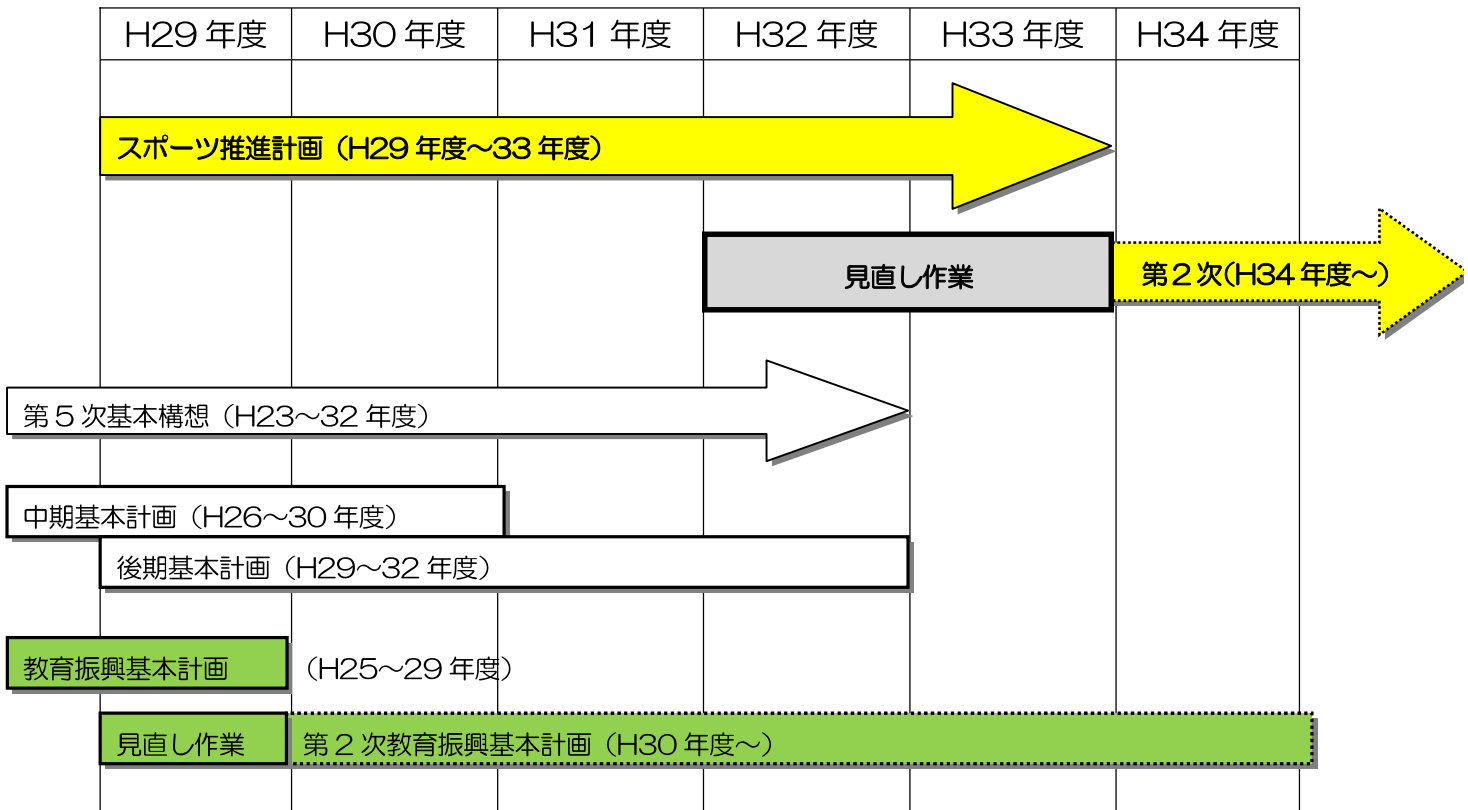 H29 年度 H30 年度 H31 年度 H32 年度 H33 年度 H34 年度
スポーツ推進計画（H29 年度～33 年度）
見直し作業
第2次(H34 年度～)
第5次基本構想（H23～32 年度）
中期基本計画（H26～30 年度）
後期基本計画（H29～32 年度）
教育振興基本計画 （H25～29 年度）
見直し作業 第2次教育振興基本計画（H30 年度～）